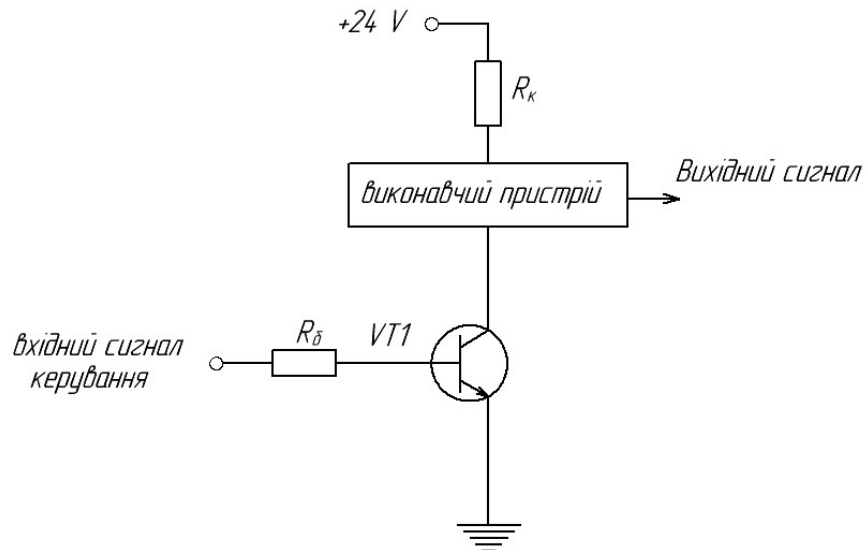 +24 V
Rк
виконавчий пристрій
Вихідний сигнал
вхідний сигнал
керування
Rб
VT1